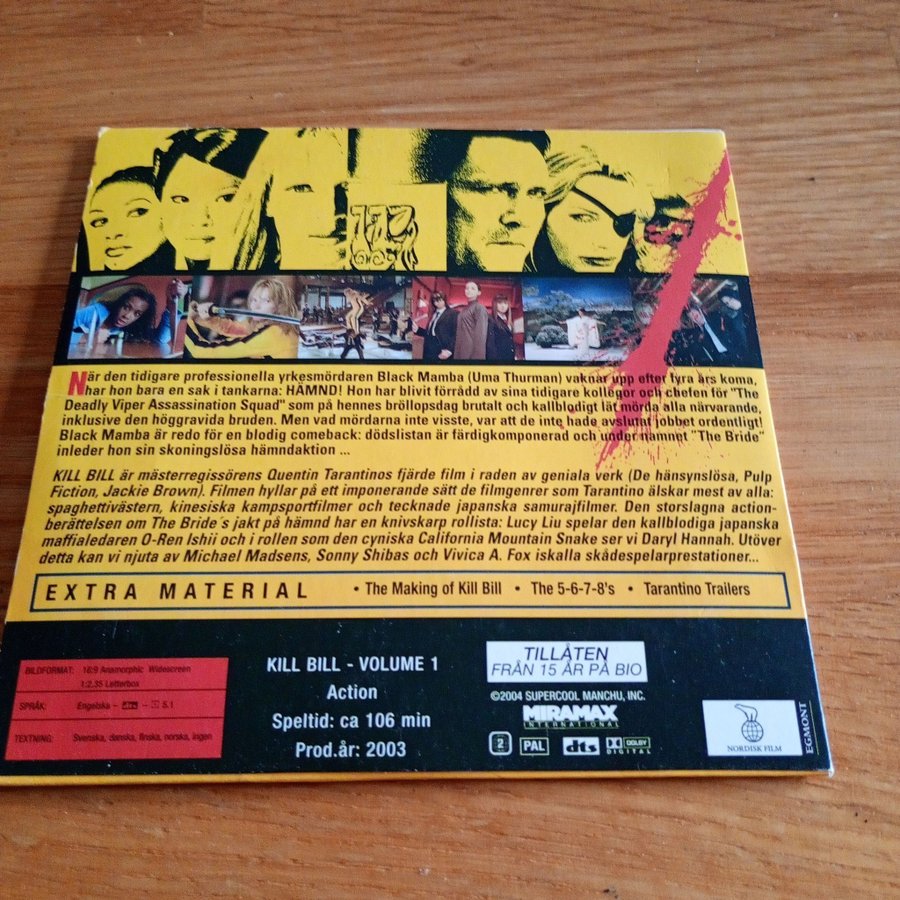 När den tidigare professionella yrkesmördaren Black Mamba (Uma Thurman) vaknar upp efter fyra års koma,
har hon bara en sak i tankarna: HÄMND! Hon har blivit förrådd av sina tidigare kollegor och chefen för "The
Deadly Viper Assassination Squad" som på hennes bröllopsdag brutalt och kallblodigt lät mörda alla närvarande,
inklusive den höggravida bruden. Men vad mördarna inte visste, var att de inte hade avslutat jobbet ordentligt!
Black Mamba är redo för en blodig comeback: dödslistan är färdigkomponerad och under namnet "The Bride"
inleder hon sin skoningslösa hämndaktion ...
KILL BILL är mästerregissörens Quentin Tarantinos fjärde film i raden av geniala verk (De hänsynslösa, Pulp
Fiction, Jackie Brown). Filmen hyllar på ett imponerande sätt de filmgenrer som Tarantino älskar mest av alla:
spaghettivästern, kinesiska kampsportfilmer och tecknade japanska samurajfilmer. Den storslagna action-
berättelsen om The Bride´s jakt på hämnd har en knivskarp rollista: Lucy Liu spelar den kallblodiga japanska
maffialedaren O-Ren Ishii och i rollen som den cyniska California Mountain Snake ser vi Daryl Hannah. Utöver
detta kan vi njuta av Michael Madsens, Sonny Shibas och Vivica A. Fox iskalla skådespelarprestationer...
EXTRA MATERIAL • The Making of Kill Bill • The 5-6-7-8's • Tarantino Trailers
BILDFORMAT: 16:9 Anamorphic Widescreen
1:2,35 Letterbox
SPRÅK: Engelska - dts - 5.1
TEXTNING: Svenska, danska, finska, norska, ingen
KILL BILL - VOLUME 1
Action
Speltid: ca 106 min
Prod.år: 2003
TILLÅTEN
FRÅN 15 ÅR PÅ BIO
©2004 SUPERCOOL MANCHU, INC.
MIRAMAX
INTERNATIONAL
2 PAL dts DOLBY
DIGITAL
NORDISK FILM
EGMONT